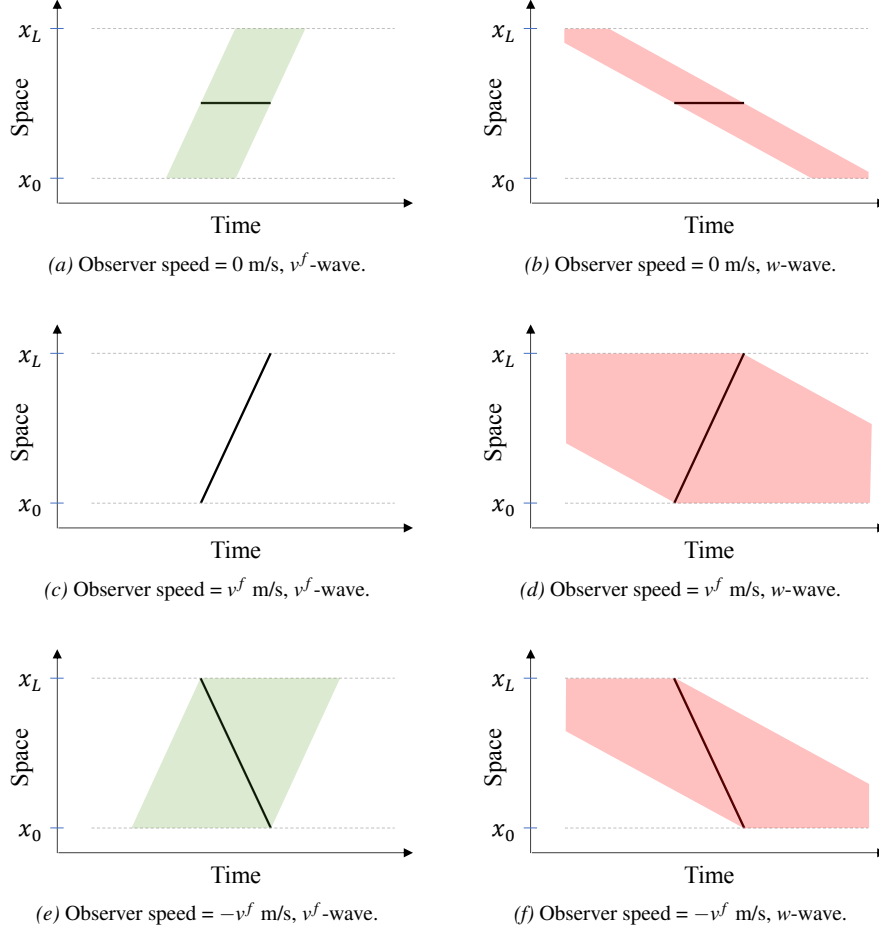 x_L
Space
x_0
Time
(a) Observer speed = 0 m/s, v^f-wave.
x_L
Space
x_0
Time
(b) Observer speed = 0 m/s, w-wave.
x_L
Space
x_0
Time
(c) Observer speed = v^f m/s, v^f-wave.
x_L
Space
x_0
Time
(d) Observer speed = v^f m/s, w-wave.
x_L
Space
x_0
Time
(e) Observer speed = −v^f m/s, v^f-wave.
x_L
Space
x_0
Time
(f) Observer speed = −v^f m/s, w-wave.